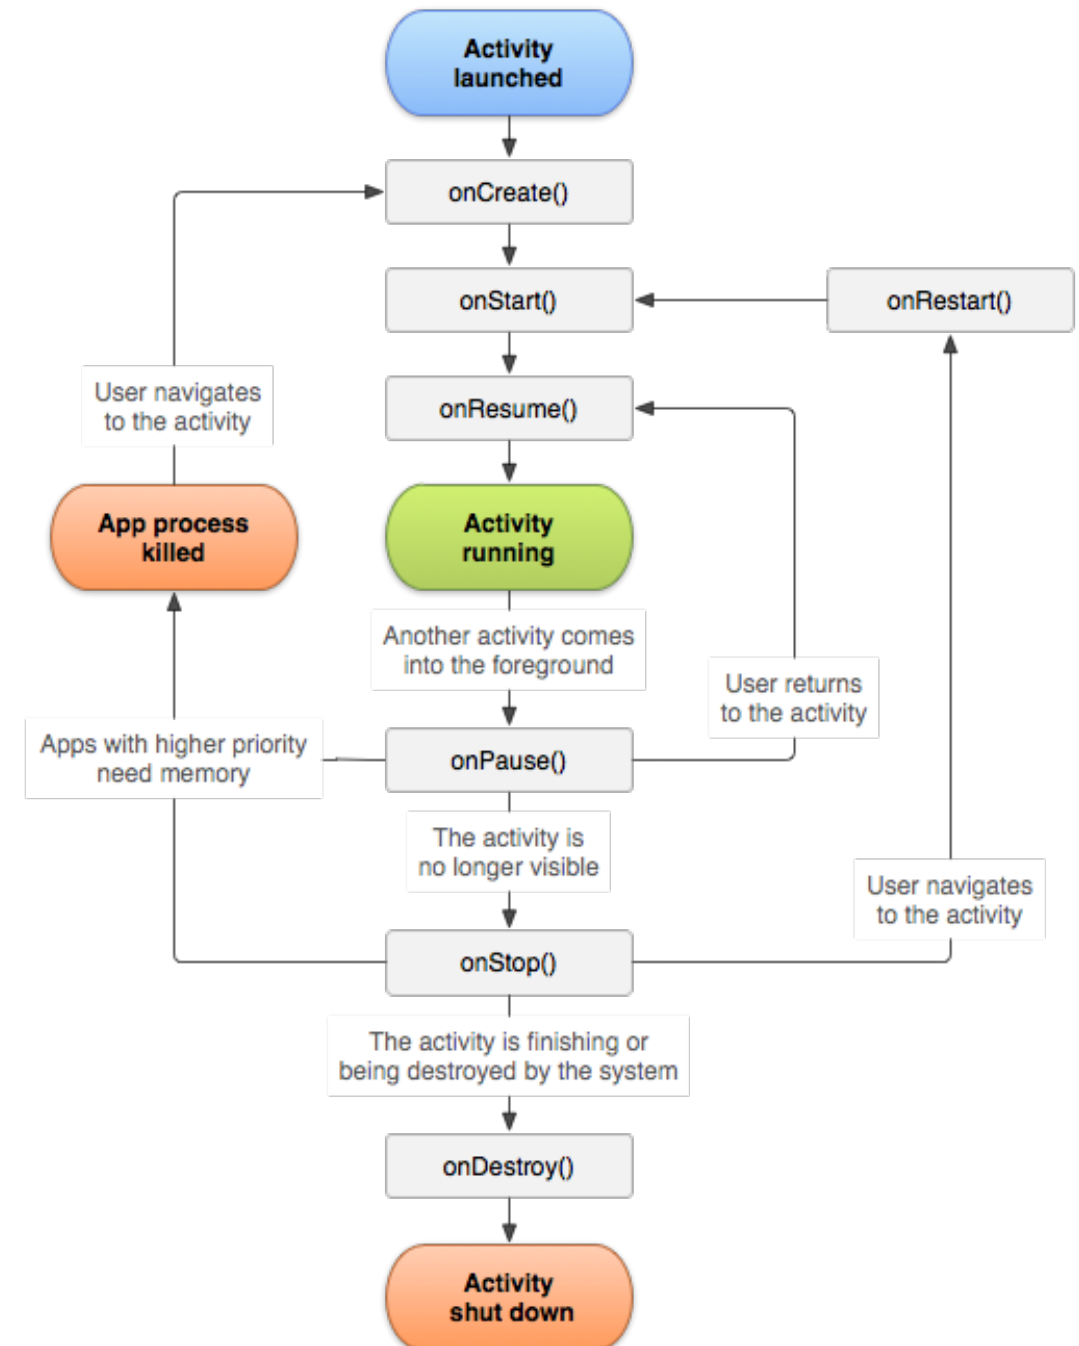 Activity
launched
onCreate()
onStart()
onRestart()
User navigates
to the activity
onResume()
App process
killed
Activity
running
Another activity comes
into the foreground
User returns
to the activity
Apps with higher priority
need memory
onPause()
The activity is
no longer visible
User navigates
to the activity
onStop()
The activity is finishing or
being destroyed by the system
onDestroy()
Activity
shut down